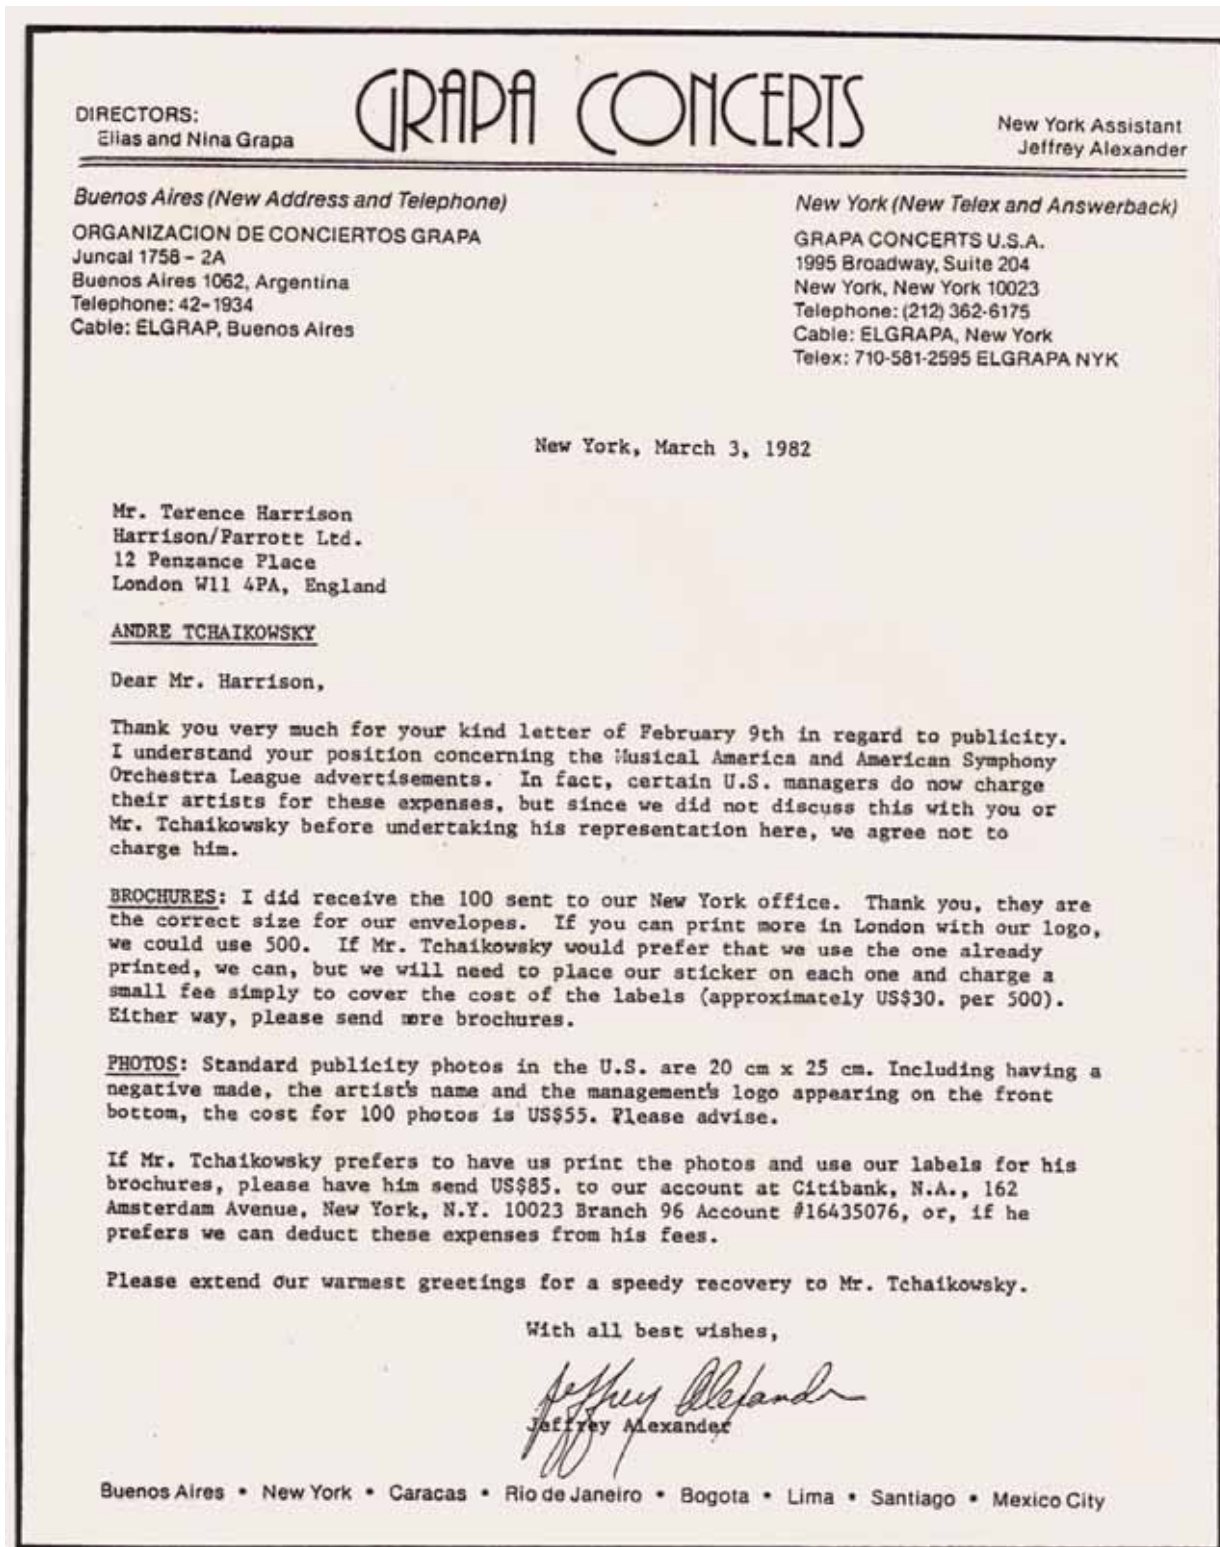 GRAPA CONCERTS
DIRECTORS:
Elias and Nina Grapa
New York Assistant
Jeffrey Alexander
Buenos Aires (New Address and Telephone)
ORGANIZACION DE CONCIERTOS GRAPA
Juncal 1758 - 2A
Buenos Aires 1062, Argentina
Telephone: 42-1934
Cable: ELGRAP, Buenos Aires
New York (New Telex and Answerback)
GRAPA CONCERTS U.S.A.
1995 Broadway, Suite 204
New York, New York 10023
Telephone: (212) 362-6175
Cable: ELGRAPA, New York
Telex: 710-581-2595 ELGRAPA NYK
New York, March 3, 1982
Mr. Terence Harrison
Harrison/Parrott Ltd.
12 Penzance Place
London W11 4PA, England
ANDRE TCHAIKOWSKY
Dear Mr. Harrison,
Thank you very much for your kind letter of February 9th in regard to publicity.
I understand your position concerning the Musical America and American Symphony
Orchestra League advertisements. In fact, certain U.S. managers do now charge
their artists for these expenses, but since we did not discuss this with you or
Mr. Tchaikowsky before undertaking his representation here, we agree not to
charge him.
BROCHURES: I did receive the 100 sent to our New York office. Thank you, they are
the correct size for our envelopes. If you can print more in London with our logo,
we could use 500. If Mr. Tchaikowsky would prefer that we use the one already
printed, we can, but we will need to place our sticker on each one and charge a
small fee simply to cover the cost of the labels (approximately US$30. per 500).
Either way, please send more brochures.
PHOTOS: Standard publicity photos in the U.S. are 20 cm x 25 cm. Including having a
negative made, the artist's name and the management's logo appearing on the front
bottom, the cost for 100 photos is US$55. Please advise.
If Mr. Tchaikowsky prefers to have us print the photos and use our labels for his
brochures, please have him send US$85. to our account at Citibank, N.A., 162
Amsterdam Avenue, New York, N.Y. 10023 Branch 96 Account #16435076, or, if he
prefers we can deduct these expenses from his fees.
Please extend our warmest greetings for a speedy recovery to Mr. Tchaikowsky.
With all best wishes,
Jeffrey Alexander
Jeffrey Alexander
Buenos Aires • New York • Caracas • Rio de Janeiro • Bogota • Lima • Santiago • Mexico City